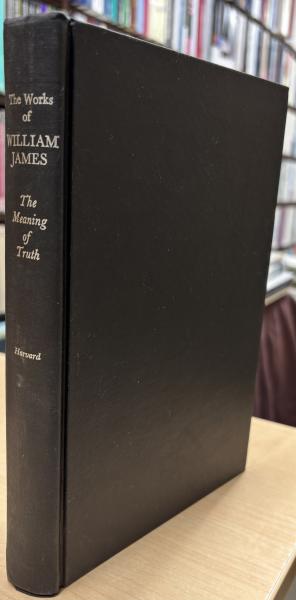 The Works
of
WILLIAM
JAMES
The
Meaning
of
Truth
Harvard